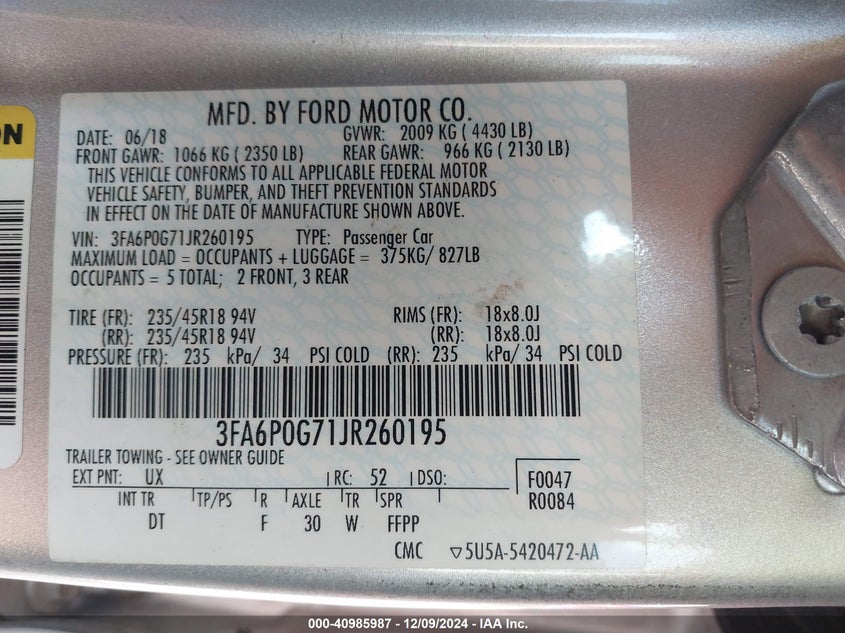 ON
MFD. BY FORD MOTOR CO.
DATE: 06/18 GVWR: 2009 KG ( 4430 LB)
FRONT GAWR: 1066 KG ( 2350 LB) REAR GAWR: 966 KG ( 2130 LB)
THIS VEHICLE CONFORMS TO ALL APPLICABLE FEDERAL MOTOR
VEHICLE SAFETY, BUMPER, AND THEFT PREVENTION STANDARDS
IN EFFECT ON THE DATE OF MANUFACTURE SHOWN ABOVE.
VIN: 3FA6P0G71JR260195 TYPE: Passenger Car
MAXIMUM LOAD = OCCUPANTS + LUGGAGE = 375KG/ 827LB
OCCUPANTS = 5 TOTAL; 2 FRONT, 3 REAR
TIRE (FR): 235/45R18 94V RIMS (FR): 18x8.0J
(RR): 235/45R18 94V (RR): 18x8.0J
PRESSURE (FR): 235 kPa/ 34 PSI COLD (RR): 235 kPa/ 34 PSI COLD
3FA6P0G71JR260195
TRAILER TOWING - SEE OWNER GUIDE
EXT PNT: UX RC: 52 DSO: F0047
INT TR TP/PS R AXLE TR SPR R0084
DT F 30 W FFPP
CMC ▽5U5A-5420472-AA
000-40985987 - 12/09/2024 - IAA Inc.